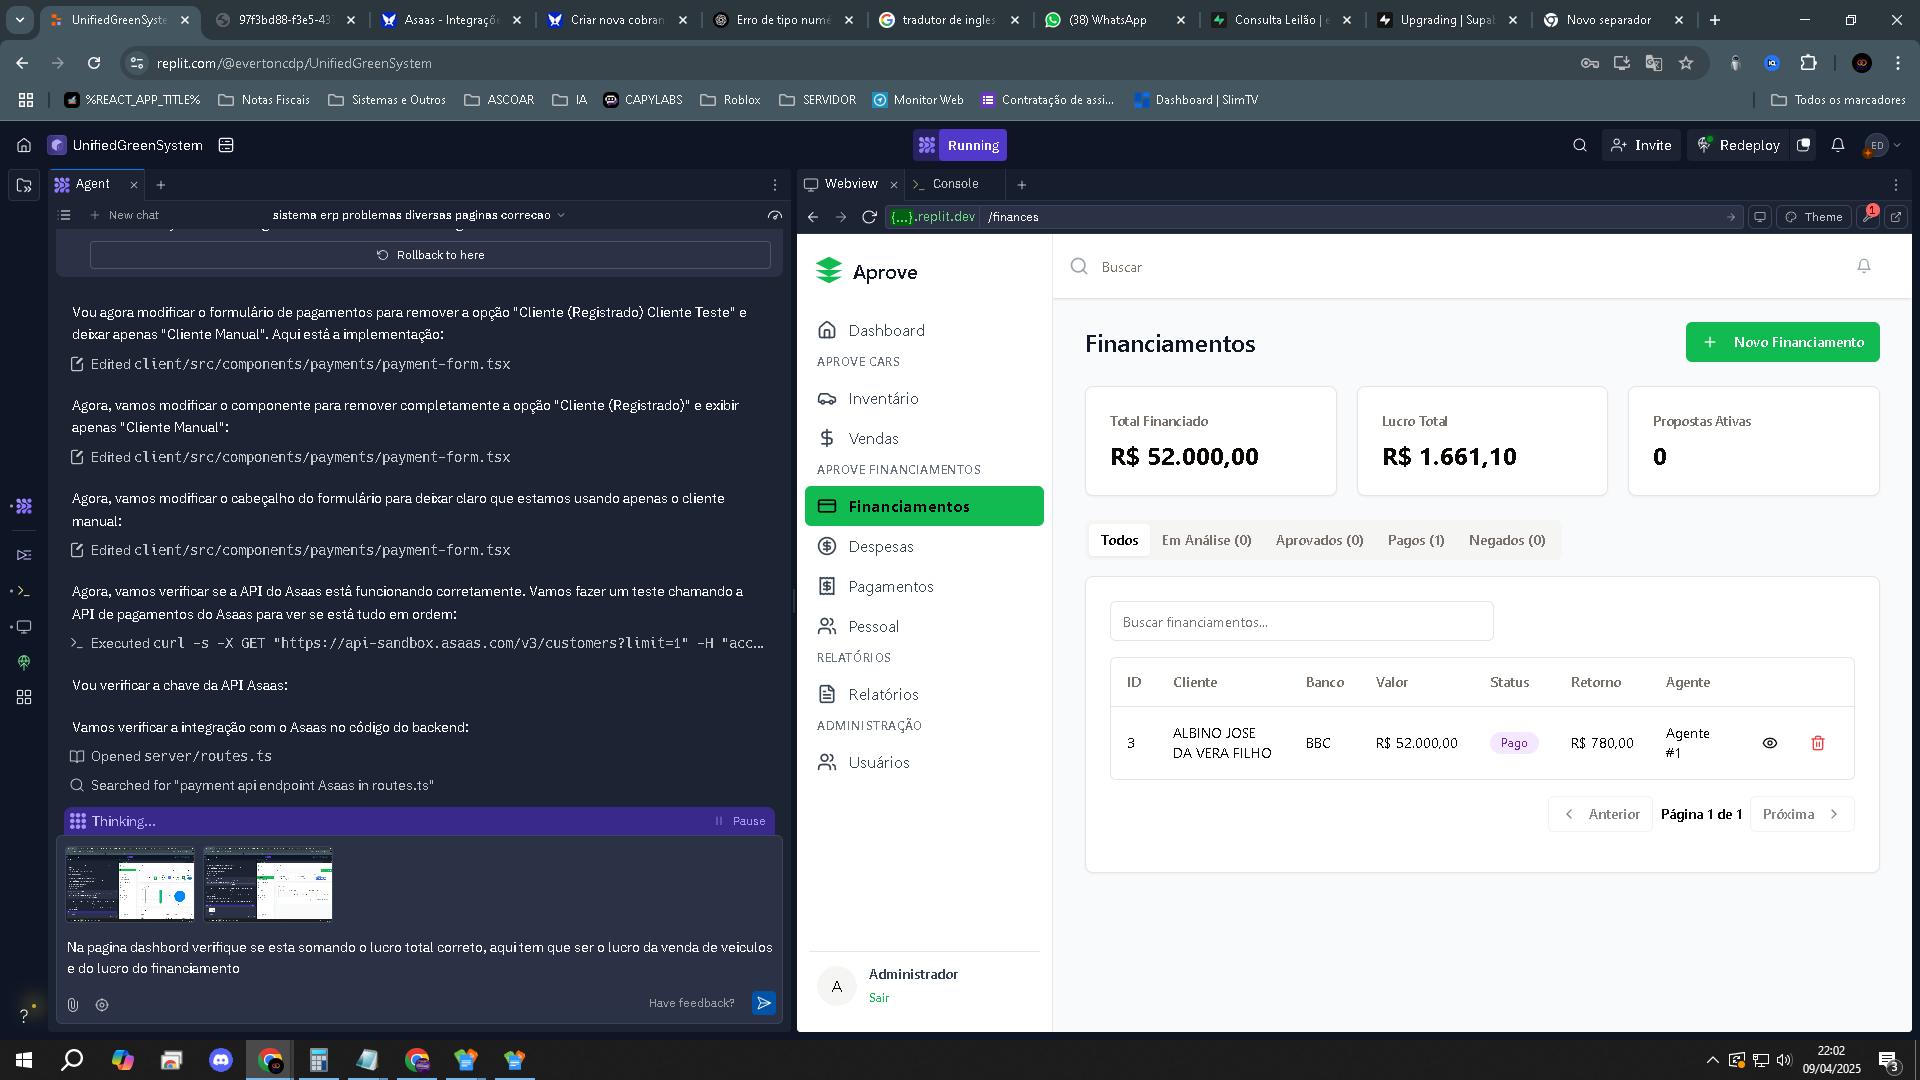 UnifiedGreenSystem
97f3bd88-f3e5-43
Asaas - Integraçõ
Criar nova cobran
Erro de tipo numé
tradutor de ingles
(38) WhatsApp
Consulta Leilão | e
Upgrading | Supal
Novo separador
replit.com/@evertoncdp/UnifiedGreenSystem
%REACT_APP_TITLE%
Notas Fiscais
Sistemas e Outros
ASCOAR
IA
CAPYLABS
Roblox
SERVIDOR
Monitor Web
Contratação de assi...
Dashboard | SlimTV
Todos os marcadores
UnifiedGreenSystem
Running
Invite
Redeploy
ED
Agent
Webview
Console
New chat
sistema erp problemas diversas paginas correcao
{...}.replit.dev
/finances
Theme
1
Rollback to here
Vou agora modificar o formulário de pagamentos para remover a opção "Cliente (Registrado) Cliente Teste" e
deixar apenas "Cliente Manual". Aqui está a implementação:
Edited client/src/components/payments/payment-form.tsx
Agora, vamos modificar o componente para remover completamente a opção "Cliente (Registrado)" e exibir
apenas "Cliente Manual":
Edited client/src/components/payments/payment-form.tsx
Agora, vamos modificar o cabeçalho do formulário para deixar claro que estamos usando apenas o cliente
manual:
Edited client/src/components/payments/payment-form.tsx
Agora, vamos verificar se a API do Asaas está funcionando corretamente. Vamos fazer um teste chamando a
API de pagamentos do Asaas para ver se está tudo em ordem:
Executed curl -s -X GET "https://api-sandbox.asaas.com/v3/customers?limit=1" -H "acc...
Vou verificar a chave da API Asaas:
Vamos verificar a integração com o Asaas no código do backend:
Opened server/routes.ts
Searched for "payment api endpoint Asaas in routes.ts"
Thinking...
Pause
Na pagina dashbord verifique se esta somando o lucro total correto, aqui tem que ser o lucro da venda de veiculos
e do lucro do financiamento
Have feedback?
Aprove
Dashboard
APROVE CARS
Inventário
Vendas
APROVE FINANCIAMENTOS
Financiamentos
Despesas
Pagamentos
Pessoal
RELATÓRIOS
Relatórios
ADMINISTRAÇÃO
Usuários
A
Administrador
Sair
Buscar
Financiamentos
Novo Financiamento
Total Financiado
R$ 52.000,00
Lucro Total
R$ 1.661,10
Propostas Ativas
0
Todos
Em Análise (0)
Aprovados (0)
Pagos (1)
Negados (0)
Buscar financiamentos...
ID
Cliente
Banco
Valor
Status
Retorno
Agente
3
ALBINO JOSE
DA VERA FILHO
BBC
R$ 52.000,00
Pago
R$ 780,00
Agente
#1
Anterior
Página 1 de 1
Próxima
22:02
09/04/2025
3